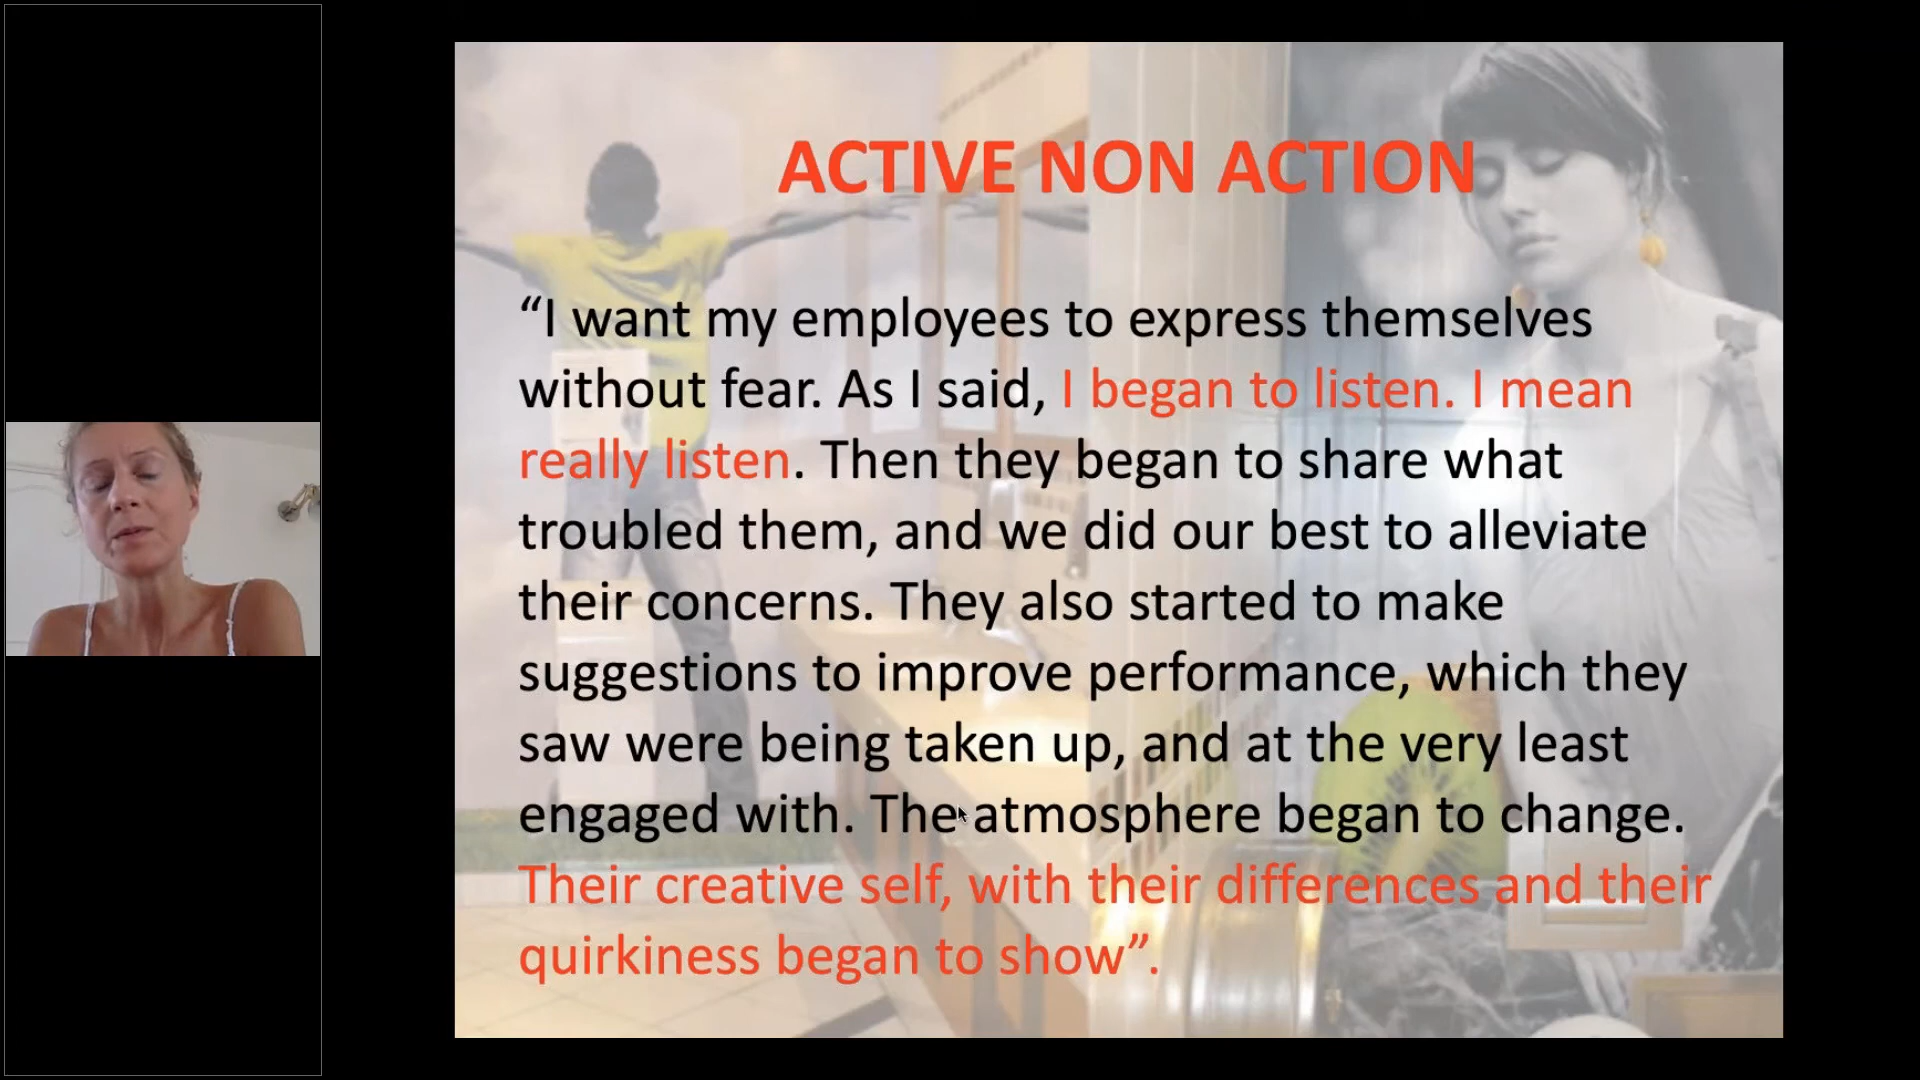 ACTIVE NON ACTION
“I want my employees to express themselves
without fear. As I said, I began to listen. I mean
really listen. Then they began to share what
troubled them, and we did our best to alleviate
their concerns. They also started to make
suggestions to improve performance, which they
saw were being taken up, and at the very least
engaged with. The atmosphere began to change.
Their creative self, with their differences and their
quirkiness began to show”.